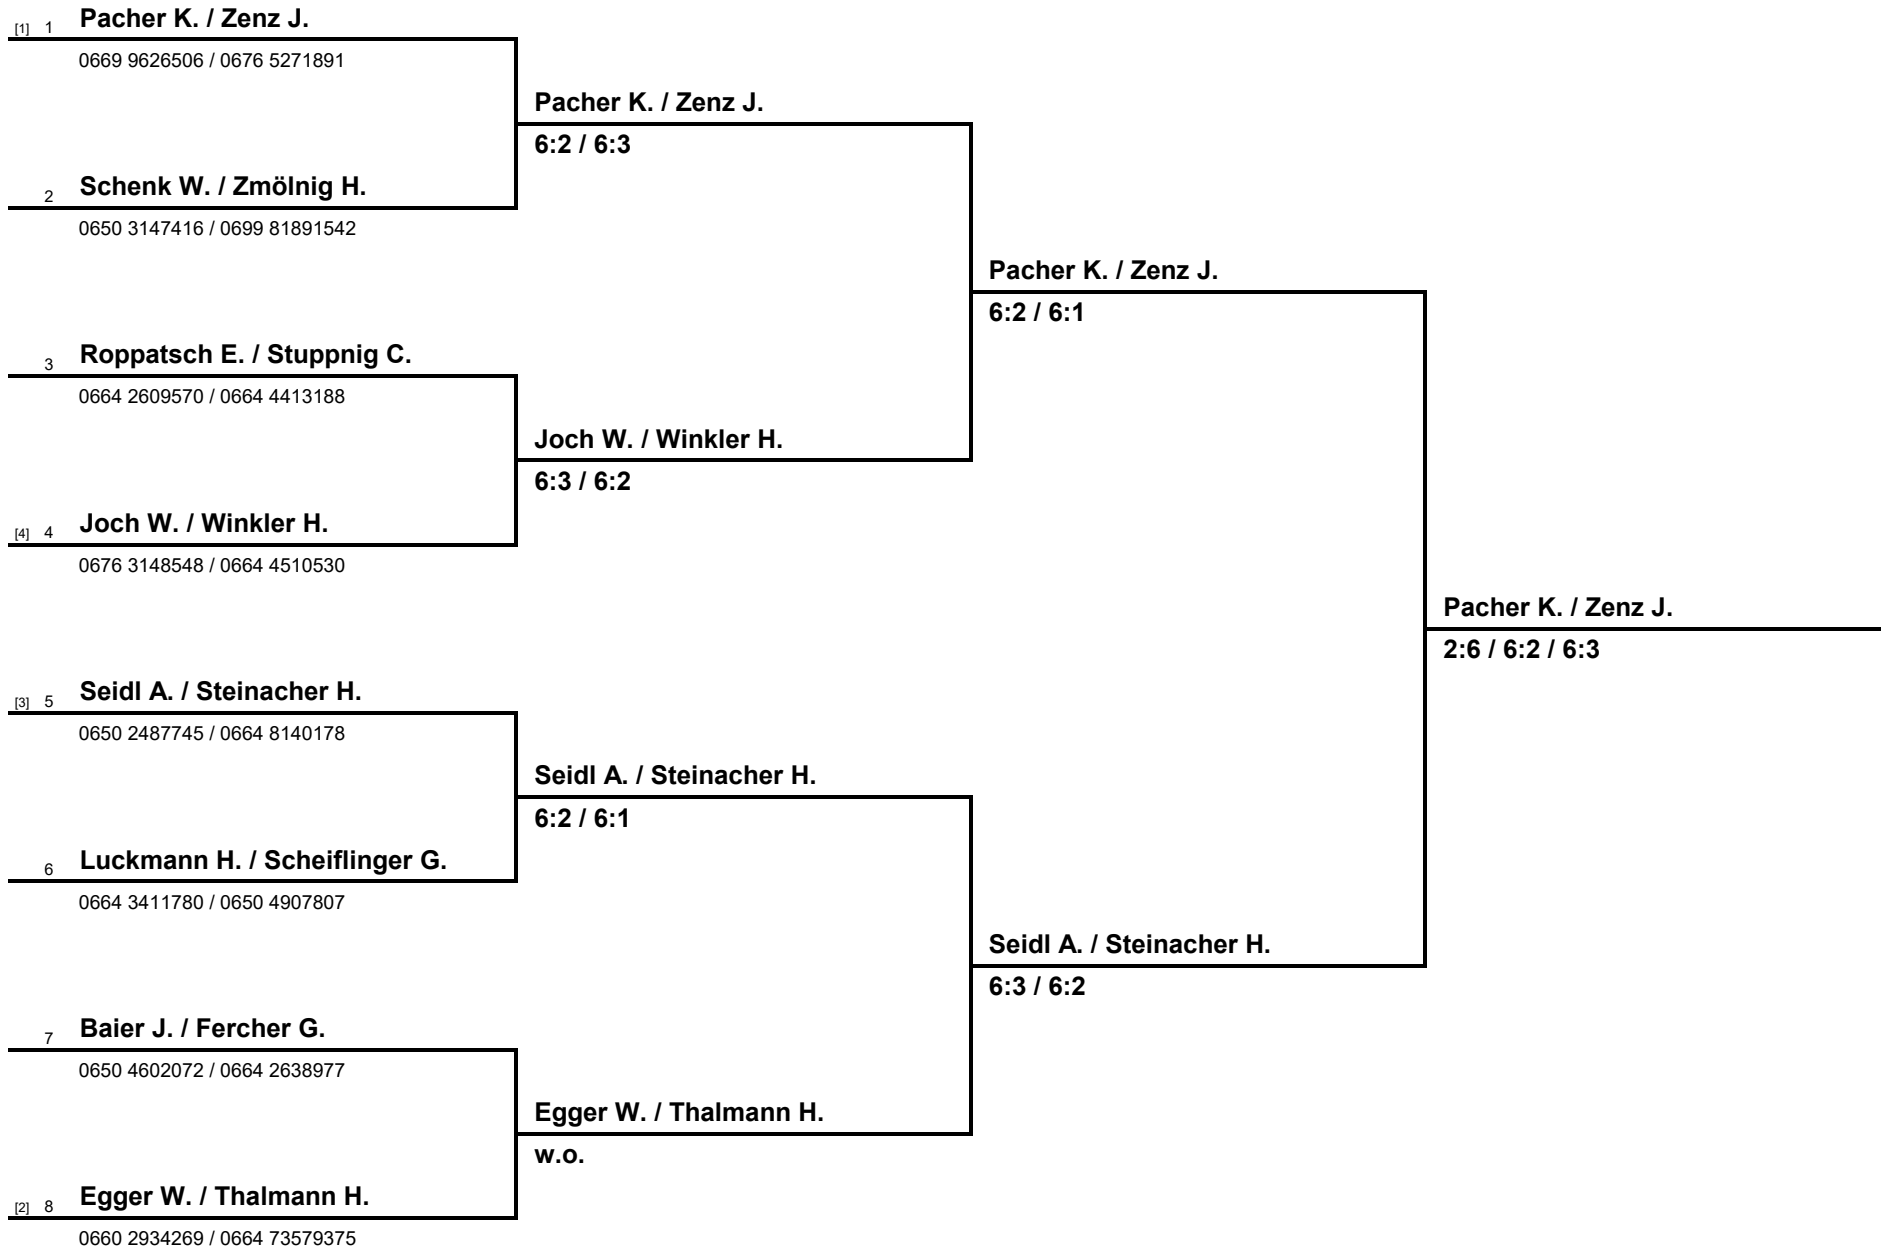 [1] 1 Pacher K. / Zenz J.
0669 9626506 / 0676 5271891
Pacher K. / Zenz J.
6:2 / 6:3
2 Schenk W. / Zmölnig H.
0650 3147416 / 0699 81891542
Pacher K. / Zenz J.
6:2 / 6:1
3 Roppatsch E. / Stuppnig C.
0664 2609570 / 0664 4413188
Joch W. / Winkler H.
6:3 / 6:2
[4] 4 Joch W. / Winkler H.
0676 3148548 / 0664 4510530
Pacher K. / Zenz J.
2:6 / 6:2 / 6:3
[3] 5 Seidl A. / Steinacher H.
0650 2487745 / 0664 8140178
Seidl A. / Steinacher H.
6:2 / 6:1
6 Luckmann H. / Scheiflinger G.
0664 3411780 / 0650 4907807
Seidl A. / Steinacher H.
6:3 / 6:2
7 Baier J. / Fercher G.
0650 4602072 / 0664 2638977
Egger W. / Thalmann H.
w.o.
[2] 8 Egger W. / Thalmann H.
0660 2934269 / 0664 73579375